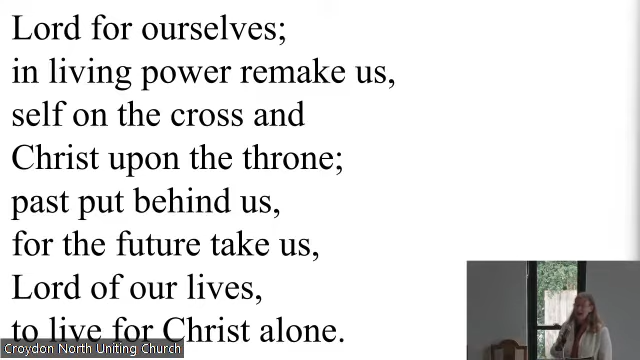 Lord for ourselves;
in living power remake us,
self on the cross and
Christ upon the throne;
past put behind us,
for the future take us,
Lord of our lives,
to live for Christ alone.
Croydon North Uniting Church